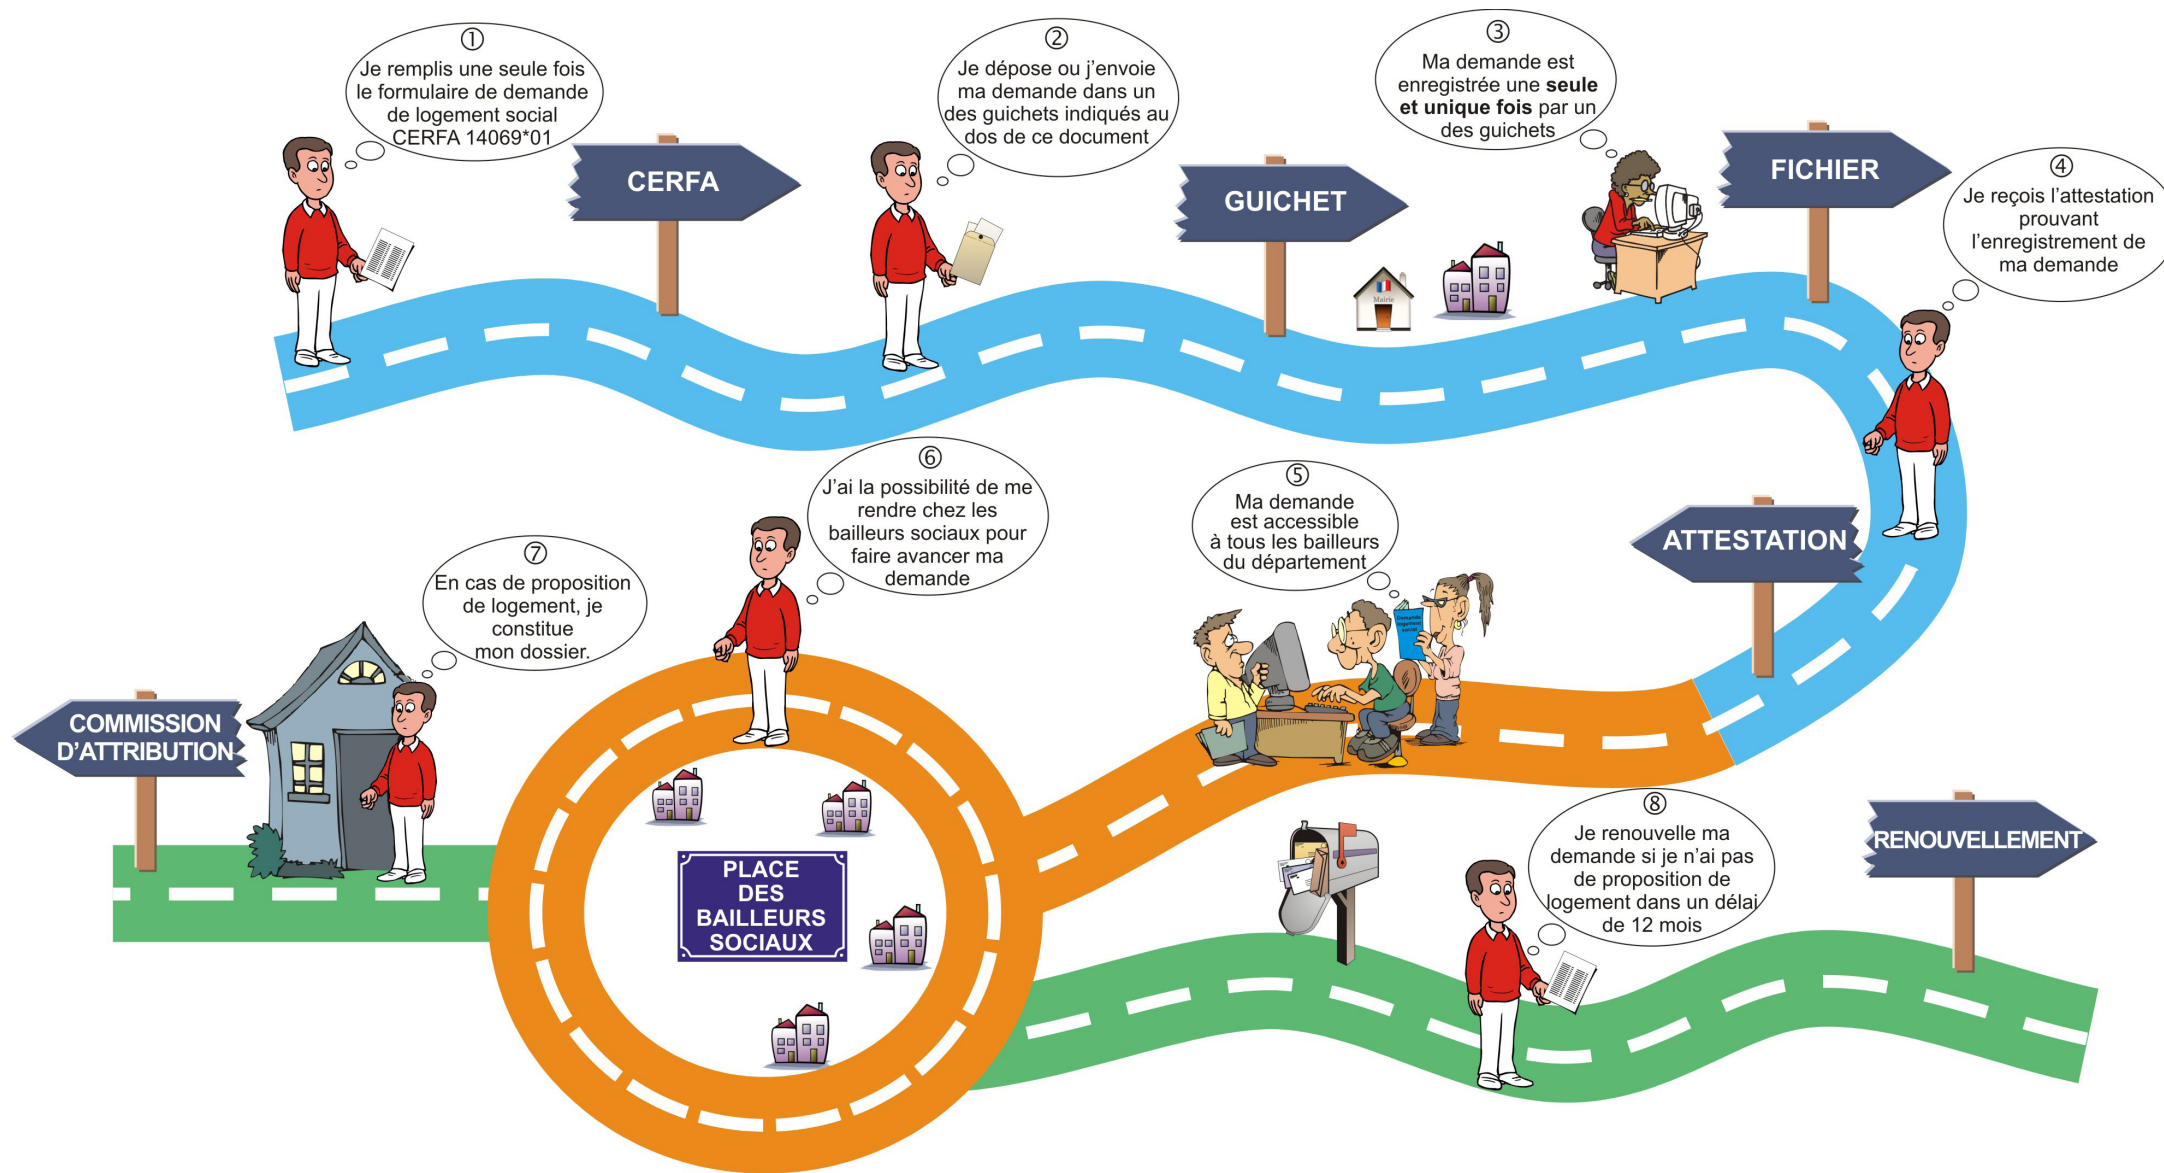 ①
Je remplis une seule fois
le formulaire de demande
de logement social
CERFA 14069*01
CERFA
②
Je dépose ou j’envoie
ma demande dans un
des guichets indiqués au
dos de ce document
GUICHET
Mairie
③
Ma demande est
enregistrée une seule
et unique fois par un
des guichets
FICHIER
④
Je reçois l’attestation
prouvant
l’enregistrement de
ma demande
ATTESTATION
⑤
Ma demande
est accessible
à tous les bailleurs
du département
Demande
logement
social
⑥
J’ai la possibilité de me
rendre chez les
bailleurs sociaux pour
faire avancer ma
demande
PLACE
DES
BAILLEURS
SOCIAUX
⑦
En cas de proposition
de logement, je
constitue
mon dossier.
COMMISSION
D’ATTRIBUTION
⑧
Je renouvelle ma
demande si je n’ai pas
de proposition de
logement dans un délai
de 12 mois
RENOUVELLEMENT